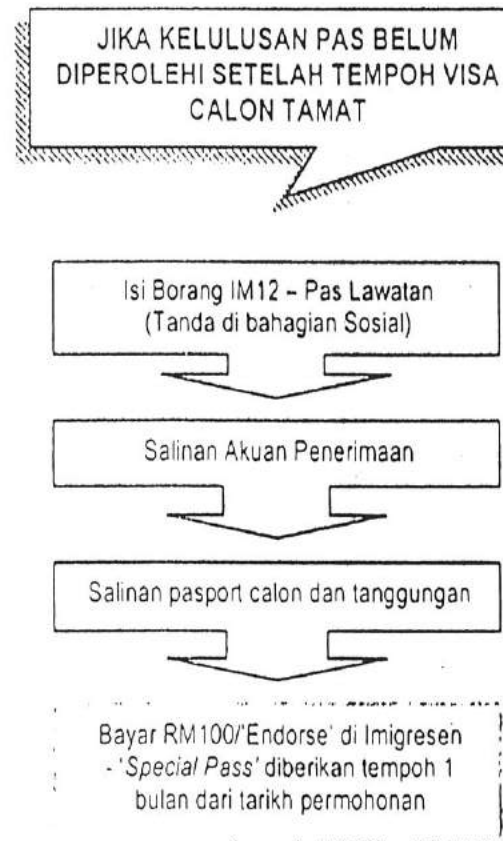 JIKA KELULUSAN PAS BELUM
DIPEROLEHI SETELAH TEMPOH VISA
CALON TAMAT
Isi Borang IM12 – Pas Lawatan
(Tanda di bahagian Sosial)
Salinan Akuan Penerimaan
Salinan pasport calon dan tanggungan
Bayar RM100/'Endorse' di Imigresen
- 'Special Pass' diberikan tempoh 1
bulan dari tarikh permohonan